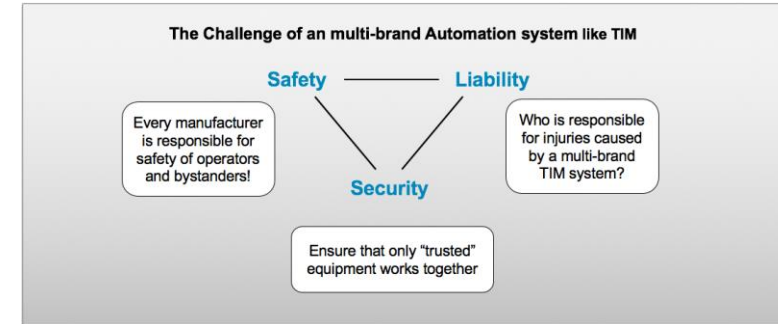 The Challenge of an multi-brand Automation system like TIM
Safety
Liability
Every manufacturer
is responsible for
safety of operators
and bystanders!
Who is responsible
for injuries caused
by a multi-brand
TIM system?
Security
Ensure that only “trusted”
equipment works together